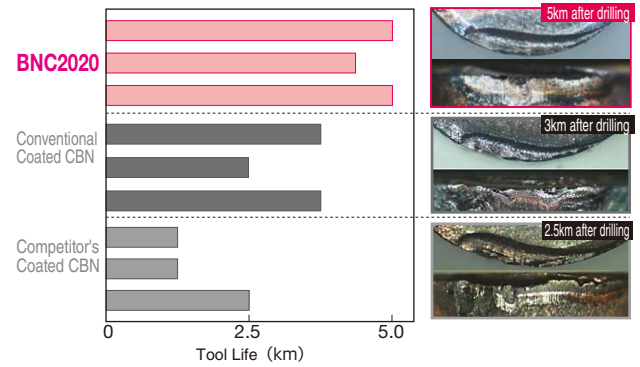 5km after drilling
BNC2020
3km after drilling
Conventional
Coated CBN
2.5km after drilling
Competitor's
Coated CBN
0 2.5 5.0
Tool Life (km)